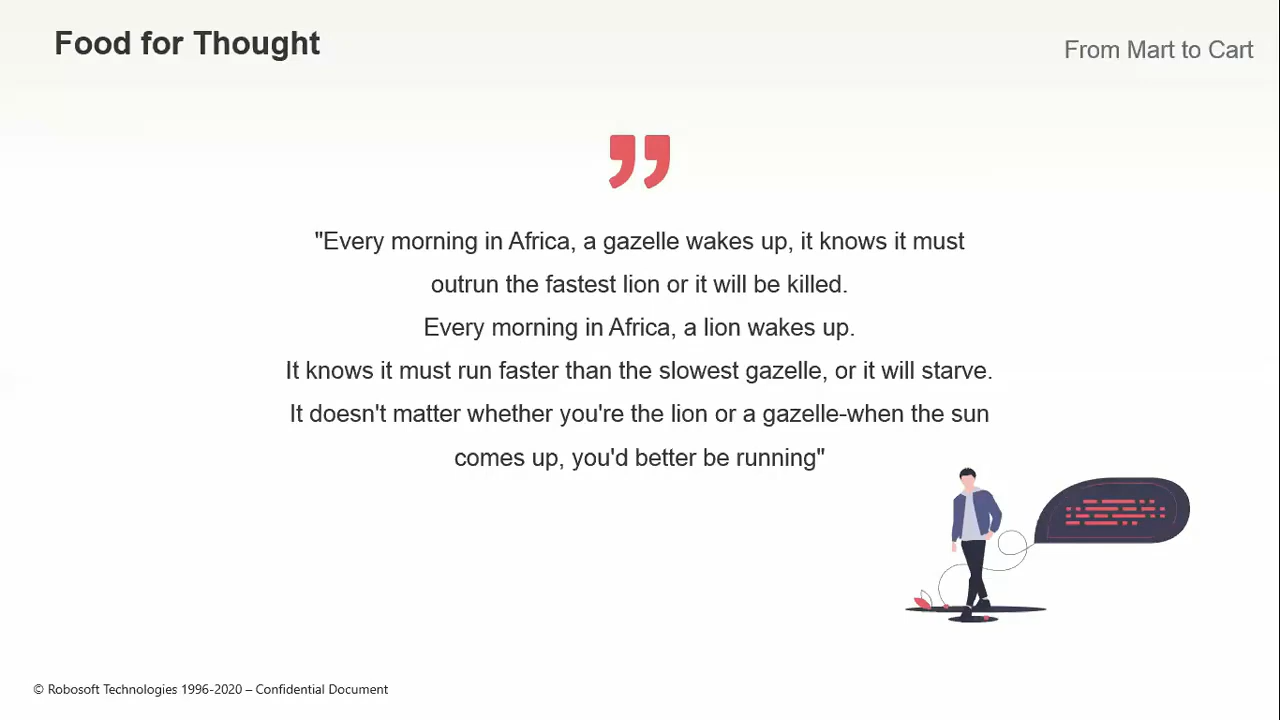 Food for Thought
From Mart to Cart
"Every morning in Africa, a gazelle wakes up, it knows it must
outrun the fastest lion or it will be killed.
Every morning in Africa, a lion wakes up.
It knows it must run faster than the slowest gazelle, or it will starve.
It doesn't matter whether you're the lion or a gazelle-when the sun
comes up, you'd better be running"
© Robosoft Technologies 1996-2020 – Confidential Document